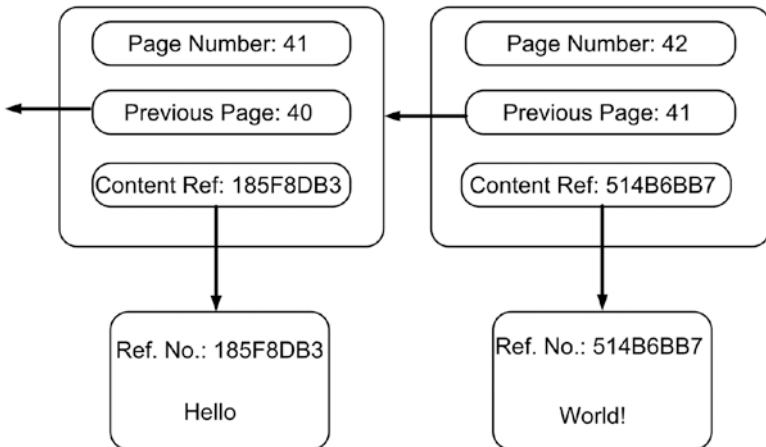 Page Number: 41
Previous Page: 40
Content Ref: 185F8DB3
Ref. No.: 185F8DB3
Hello
Page Number: 42
Previous Page: 41
Content Ref: 514B6BB7
Ref. No.: 514B6BB7
World!